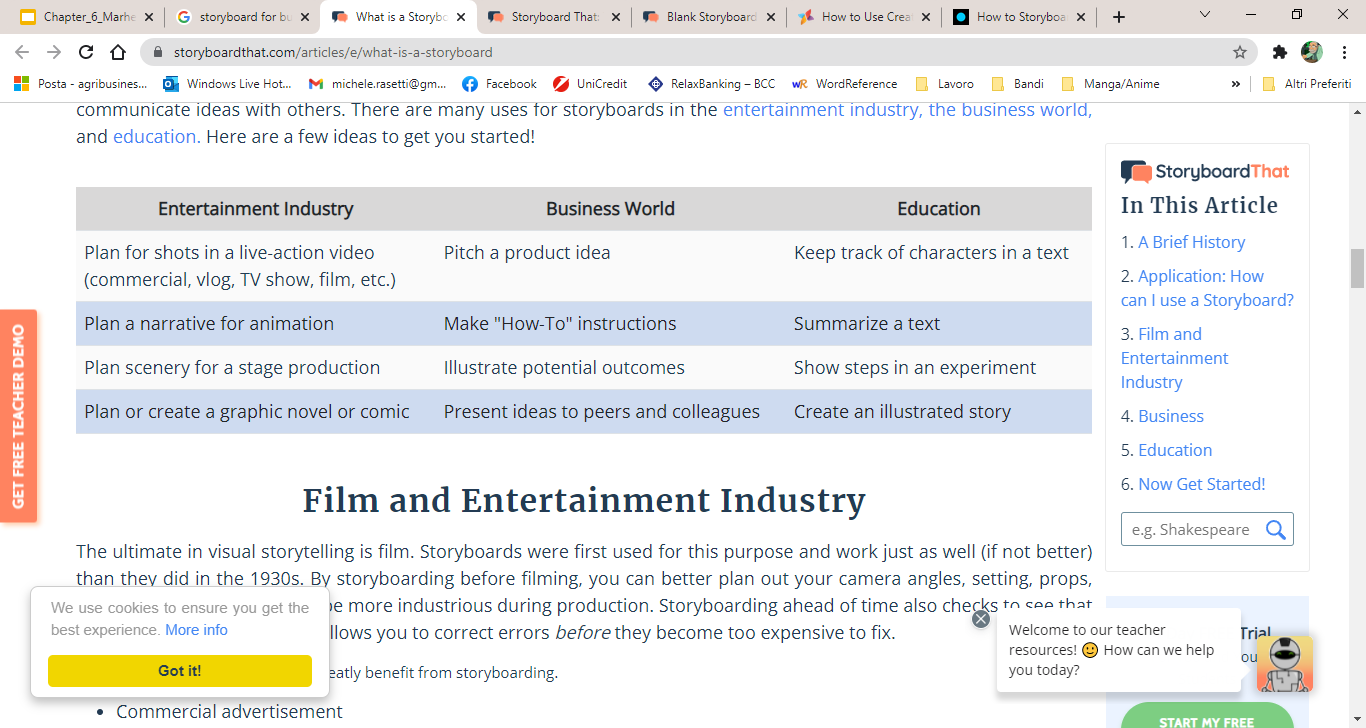 Chapter_6_Marhe
storyboard for bu
What is a Storybo
Storyboard That:
Blank Storyboard
How to Use Crea
How to Storyboa
storyboardthat.com/articles/e/what-is-a-storyboard
Posta - agribusines...
Windows Live Hot...
michele.rasetti@gm...
Facebook
UniCredit
RelaxBanking – BCC
WordReference
Lavoro
Bandi
Manga/Anime
»
Altri Preferiti
communicate ideas with others. There are many uses for storyboards in the entertainment industry, the business world,
and education. Here are a few ideas to get you started!
Entertainment Industry Business World Education
Plan for shots in a live-action video Pitch a product idea Keep track of characters in a text
(commercial, vlog, TV show, film, etc.)
Plan a narrative for animation Make "How-To" instructions Summarize a text
Plan scenery for a stage production Illustrate potential outcomes Show steps in an experiment
Plan or create a graphic novel or comic Present ideas to peers and colleagues Create an illustrated story
Film and Entertainment Industry
The ultimate in visual storytelling is film. Storyboards were first used for this purpose and work just as well (if not better)
than they did in the 1930s. By storyboarding before filming, you can better plan out your camera angles, setting, props,
be more industrious during production. Storyboarding ahead of time also checks to see that
llows you to correct errors before they become too expensive to fix.
eatly benefit from storyboarding.
• Commercial advertisement
GET FREE TEACHER DEMO
We use cookies to ensure you get the
best experience. More info
Got it!
StoryboardThat
In This Article
1. A Brief History
2. Application: How
can I use a Storyboard?
3. Film and
Entertainment
Industry
4. Business
5. Education
6. Now Get Started!
e.g. Shakespeare
Trial
ou
Welcome to our teacher
resources! 🙂 How can we help
you today?
START MY FREE